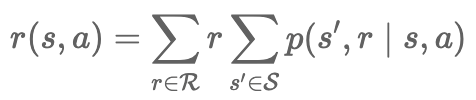 r(s, a) = ∑_{r∈ℛ} r ∑_{s′∈𝒮} p(s′, r | s, a)